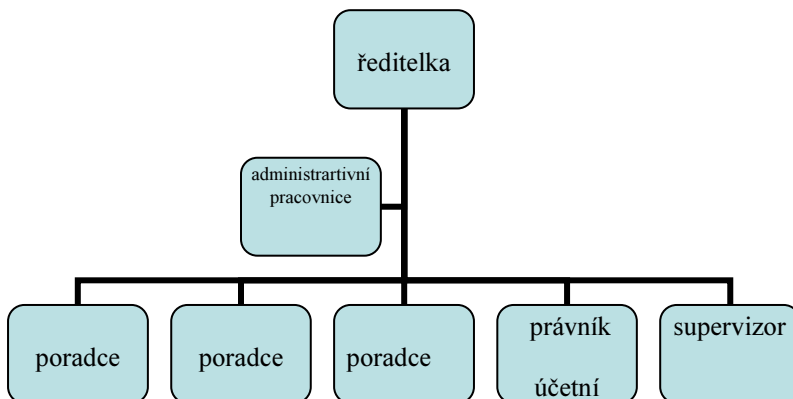 ředitelka
administrartivní
pracovnice
poradce
poradce
poradce
právník
účetní
supervizor